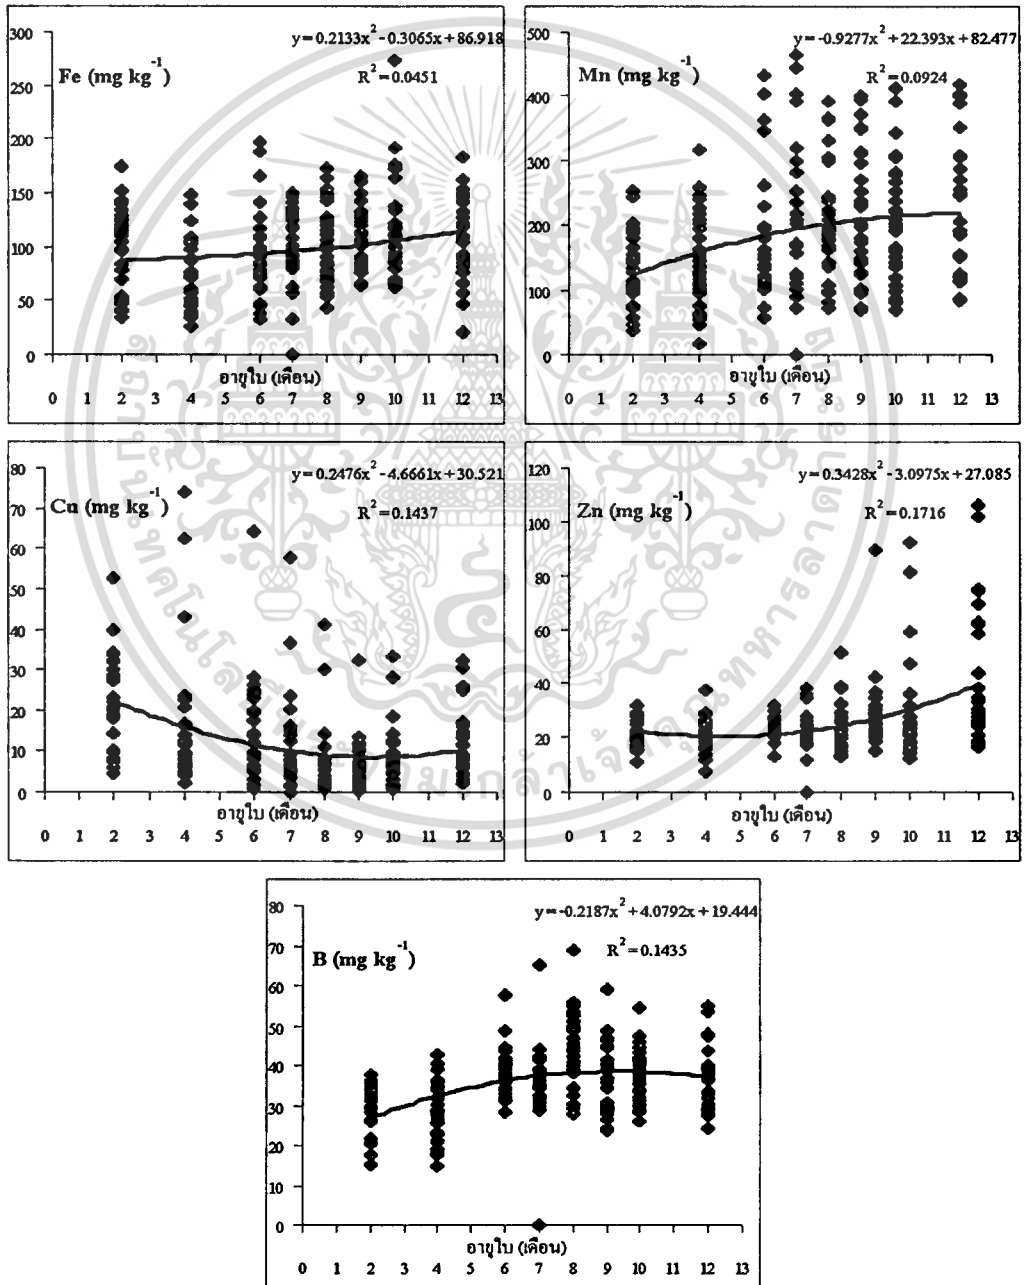 y = 0.2133x² - 0.3065x + 86.918
R² = 0.0451
Fe (mg kg⁻¹)
300
250
200
150
100
50
0
อายุใบ (เดือน)
0 1 2 3 4 5 6 7 8 9 10 11 12 13
y = -0.9277x² + 22.393x + 82.477
R² = 0.0924
Mn (mg kg⁻¹)
500
400
300
200
100
0
อายุใบ (เดือน)
0 1 2 3 4 5 6 7 8 9 10 11 12 13
y = 0.2476x² - 4.6661x + 30.521
R² = 0.1437
Cu (mg kg⁻¹)
80
70
60
50
40
30
20
10
0
อายุใบ (เดือน)
0 1 2 3 4 5 6 7 8 9 10 11 12 13
y = 0.3428x² - 3.0975x + 27.085
R² = 0.1716
Zn (mg kg⁻¹)
120
100
80
60
40
20
0
อายุใบ (เดือน)
0 1 2 3 4 5 6 7 8 9 10 11 12 13
y = -0.2187x² + 4.0792x + 19.444
R² = 0.1435
B (mg kg⁻¹)
80
70
60
50
40
30
20
10
0
อายุใบ (เดือน)
0 1 2 3 4 5 6 7 8 9 10 11 12 13